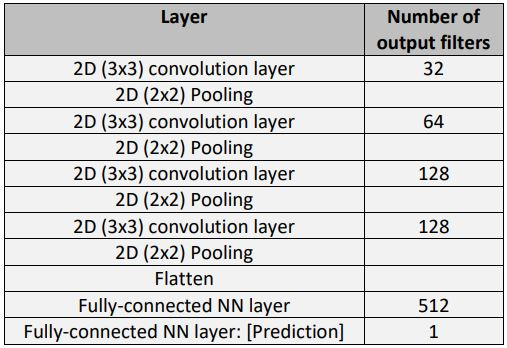 Layer Number of
output filters
2D (3x3) convolution layer 32
2D (2x2) Pooling
2D (3x3) convolution layer 64
2D (2x2) Pooling
2D (3x3) convolution layer 128
2D (2x2) Pooling
2D (3x3) convolution layer 128
2D (2x2) Pooling
Flatten
Fully-connected NN layer 512
Fully-connected NN layer: [Prediction] 1